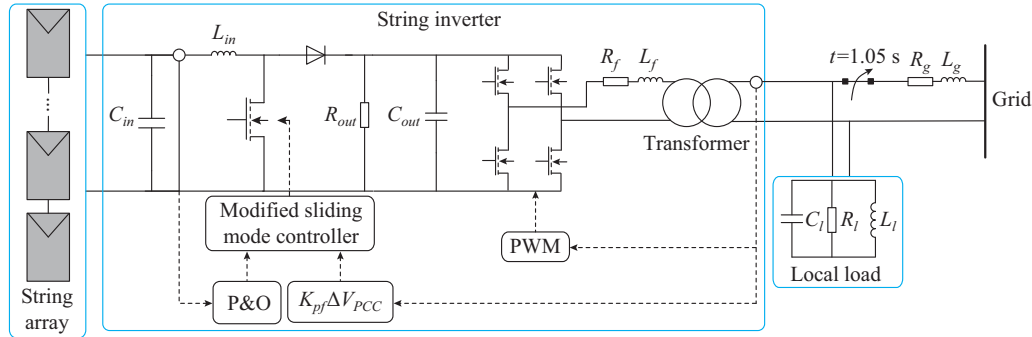 String inverter
L_in
t=1.05 s
R_f L_f
R_g L_g
C_in
R_out
C_out
Grid
Transformer
Modified sliding
mode controller
PWM
C_l R_l L_l
Local load
P&O
K_pf ΔV_PCC
String
array